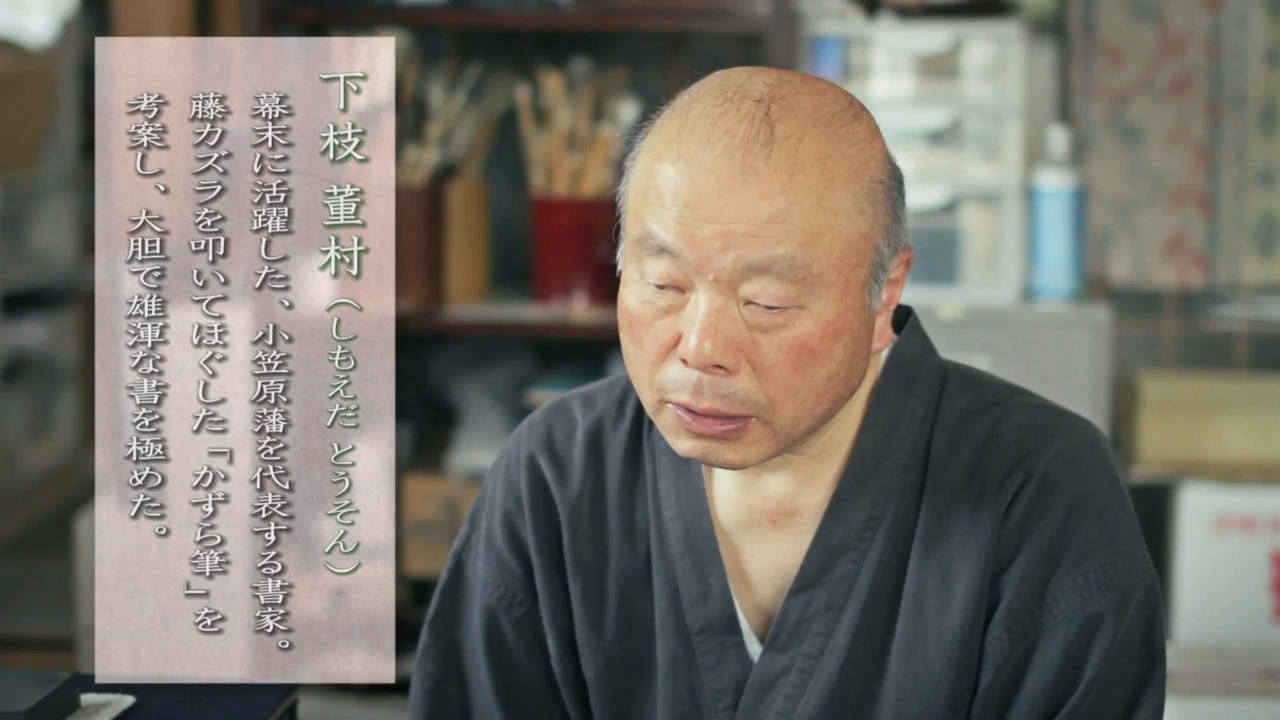 下枝 董村（しもえだ とうそん）
幕末に活躍した、小笠原藩を代表する書家。
藤カズラを叩いてほぐした「かずら筆」を
考案し、大胆で雄渾な書を極めた。